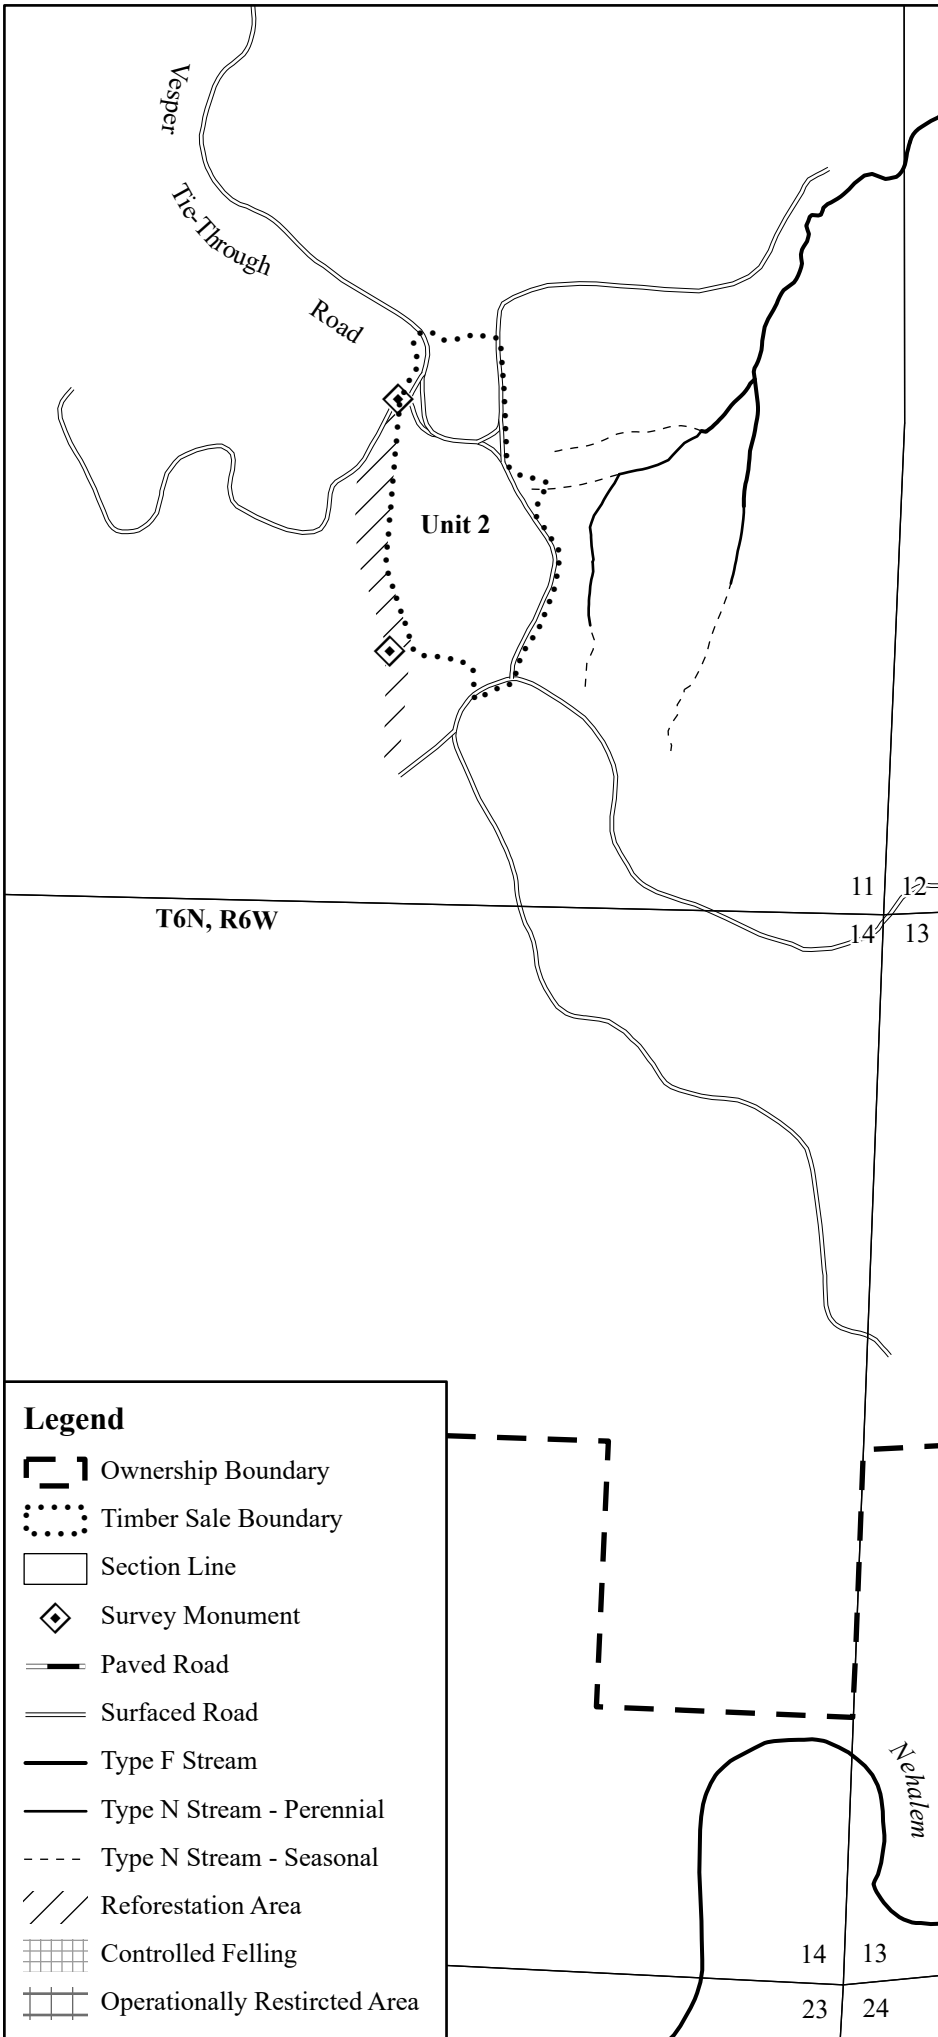 Vesper
Tie-Through
Road
Unit 2
11 12
T6N, R6W
14 13
Legend
Ownership Boundary
Timber Sale Boundary
Section Line
Survey Monument
Paved Road
Surfaced Road
Type F Stream
Type N Stream - Perennial
Type N Stream - Seasonal
Reforestation Area
Controlled Felling
Operationally Restircted Area
Nehalem
14 13
23 24